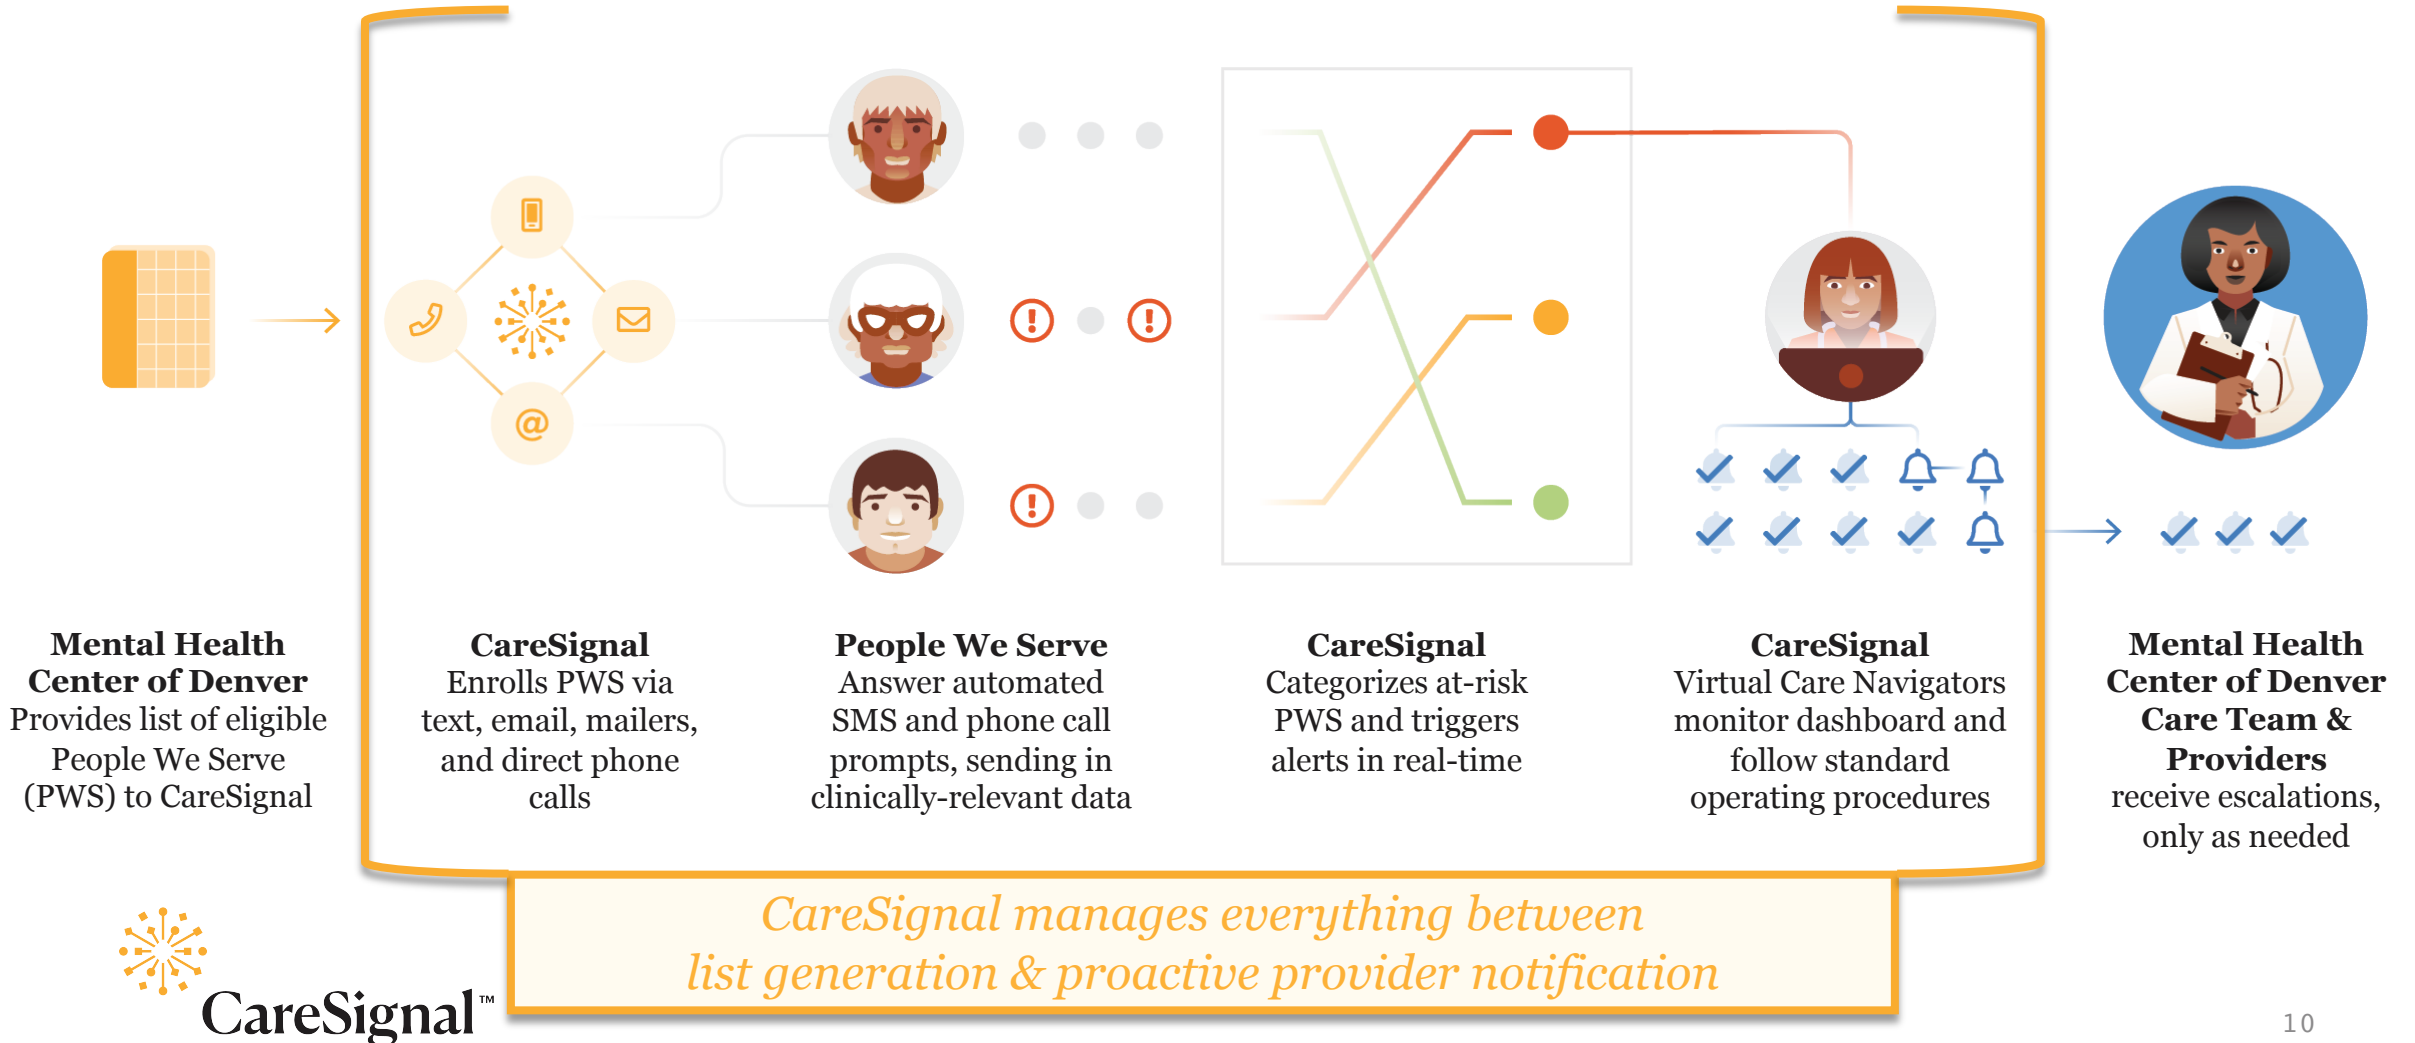 @
Mental Health
Center of Denver
Provides list of eligible
People We Serve
(PWS) to CareSignal
CareSignal
Enrolls PWS via
text, email, mailers,
and direct phone
calls
People We Serve
Answer automated
SMS and phone call
prompts, sending in
clinically-relevant data
CareSignal
Categorizes at-risk
PWS and triggers
alerts in real-time
CareSignal
Virtual Care Navigators
monitor dashboard and
follow standard
operating procedures
Mental Health
Center of Denver
Care Team &
Providers
receive escalations,
only as needed
CareSignal manages everything between
list generation & proactive provider notification
CareSignal™
10